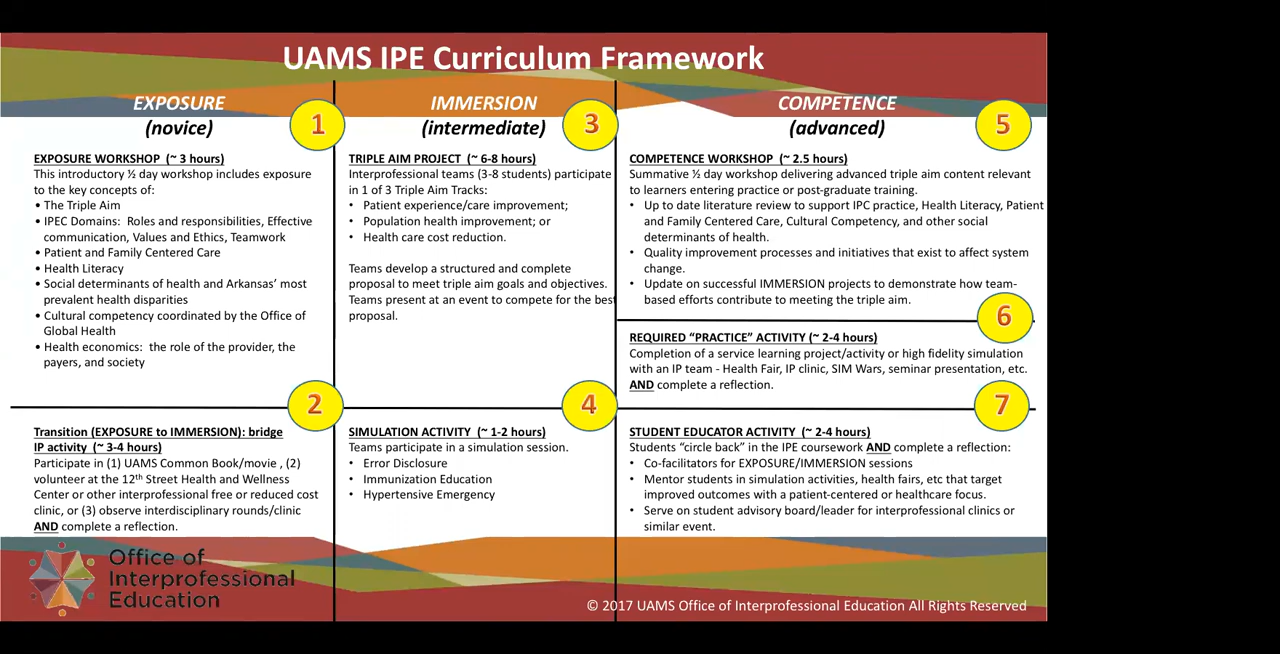 UAMS IPE Curriculum Framework
EXPOSURE
(novice)
1
EXPOSURE WORKSHOP (~ 3 hours)
This introductory ½ day workshop includes exposure
to the key concepts of:
• The Triple Aim
• IPEC Domains: Roles and responsibilities, Effective
communication, Values and Ethics, Teamwork
• Patient and Family Centered Care
• Health Literacy
• Social determinants of health and Arkansas’ most
prevalent health disparities
• Cultural competency coordinated by the Office of
Global Health
• Health economics: the role of the provider, the
payers, and society
2
Transition (EXPOSURE to IMMERSION): bridge
IP activity (~ 3-4 hours)
Participate in (1) UAMS Common Book/movie , (2)
volunteer at the 12th Street Health and Wellness
Center or other interprofessional free or reduced cost
clinic, or (3) observe interdisciplinary rounds/clinic
AND complete a reflection.
IMMERSION
(intermediate)
3
TRIPLE AIM PROJECT (~ 6-8 hours)
Interprofessional teams (3-8 students) participate
in 1 of 3 Triple Aim Tracks:
• Patient experience/care improvement;
• Population health improvement; or
• Health care cost reduction.
Teams develop a structured and complete
proposal to meet triple aim goals and objectives.
Teams present at an event to compete for the best
proposal.
4
SIMULATION ACTIVITY (~ 1-2 hours)
Teams participate in a simulation session.
• Error Disclosure
• Immunization Education
• Hypertensive Emergency
COMPETENCE
(advanced)
5
COMPETENCE WORKSHOP (~ 2.5 hours)
Summative ½ day workshop delivering advanced triple aim content relevant
to learners entering practice or post-graduate training.
• Up to date literature review to support IPC practice, Health Literacy, Patient
and Family Centered Care, Cultural Competency, and other social
determinants of health.
• Quality improvement processes and initiatives that exist to affect system
change.
• Update on successful IMMERSION projects to demonstrate how team-
based efforts contribute to meeting the triple aim.
6
REQUIRED “PRACTICE” ACTIVITY (~ 2-4 hours)
Completion of a service learning project/activity or high fidelity simulation
with an IP team - Health Fair, IP clinic, SIM Wars, seminar presentation, etc.
AND complete a reflection.
7
STUDENT EDUCATOR ACTIVITY (~ 2-4 hours)
Students “circle back” in the IPE coursework AND complete a reflection:
• Co-facilitators for EXPOSURE/IMMERSION sessions
• Mentor students in simulation activities, health fairs, etc that target
improved outcomes with a patient-centered or healthcare focus.
• Serve on student advisory board/leader for interprofessional clinics or
similar event.
Office of
Interprofessional
Education
© 2017 UAMS Office of Interprofessional Education All Rights Reserved